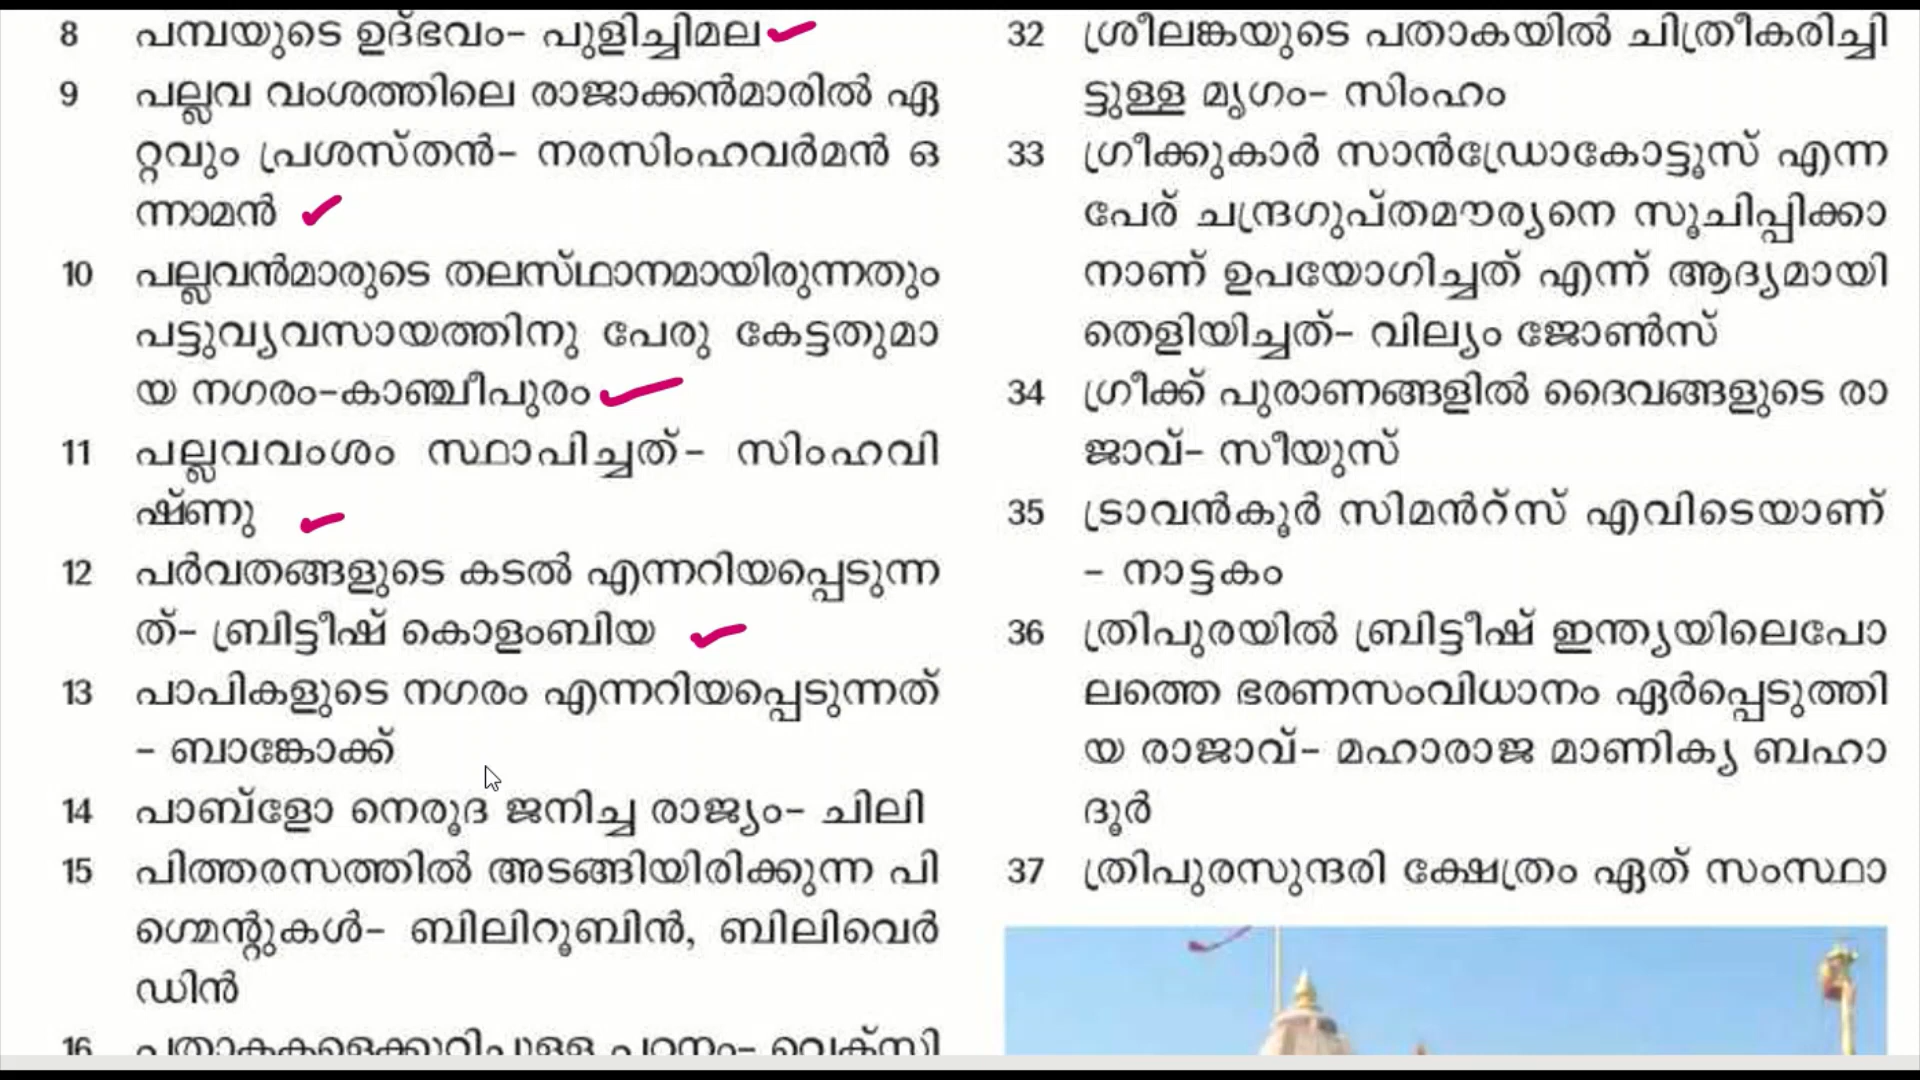 8 പമ്പയുടെ ഉദ്ഭവം- പുളിച്ചിമല
9 പല്ലവ വംശത്തിലെ രാജാക്കൻമാരിൽ ഏ
റ്റവും പ്രശസ്തൻ- നരസിംഹവർമൻ ഒ
ന്നാമൻ
10 പല്ലവൻമാരുടെ തലസ്ഥാനമായിരുന്നതും
പട്ടുവ്യവസായത്തിനു പേരു കേട്ടതുമാ
യ നഗരം-കാഞ്ചീപുരം
11 പല്ലവവംശം സ്ഥാപിച്ചത്- സിംഹവി
ഷ്ണു
12 പർവതങ്ങളുടെ കടൽ എന്നറിയപ്പെടുന്ന
ത്- ബ്രിട്ടീഷ് കൊളംബിയ
13 പാപികളുടെ നഗരം എന്നറിയപ്പെടുന്നത്
- ബാങ്കോക്ക്
14 പാബ്ളോ നെരൂദ ജനിച്ച രാജ്യം- ചിലി
15 പിത്തരസത്തിൽ അടങ്ങിയിരിക്കുന്ന പി
ഗ്മെന്റുകൾ- ബിലിറൂബിൻ, ബിലിവെർ
ഡിൻ
16 പതാകകളെക്കുറിച്ചുള്ള പഠനം- വെക്സി
32 ശ്രീലങ്കയുടെ പതാകയിൽ ചിത്രീകരിച്ചി
ട്ടുള്ള മൃഗം- സിംഹം
33 ഗ്രീക്കുകാർ സാൻഡ്രോകോട്ടൂസ് എന്ന
പേര് ചന്ദ്രഗുപ്തമൗര്യനെ സൂചിപ്പിക്കാ
നാണ് ഉപയോഗിച്ചത് എന്ന് ആദ്യമായി
തെളിയിച്ചത്- വില്യം ജോൺസ്
34 ഗ്രീക്ക് പുരാണങ്ങളിൽ ദൈവങ്ങളുടെ രാ
ജാവ്- സീയുസ്
35 ട്രാവൻകൂർ സിമൻറ്സ് എവിടെയാണ്
- നാട്ടകം
36 ത്രിപുരയിൽ ബ്രിട്ടീഷ് ഇന്ത്യയിലെപോ
ലത്തെ ഭരണസംവിധാനം ഏർപ്പെടുത്തി
യ രാജാവ്- മഹാരാജ മാണിക്യ ബഹാ
ദൂർ
37 ത്രിപുരസുന്ദരി ക്ഷേത്രം ഏത് സംസ്ഥാ